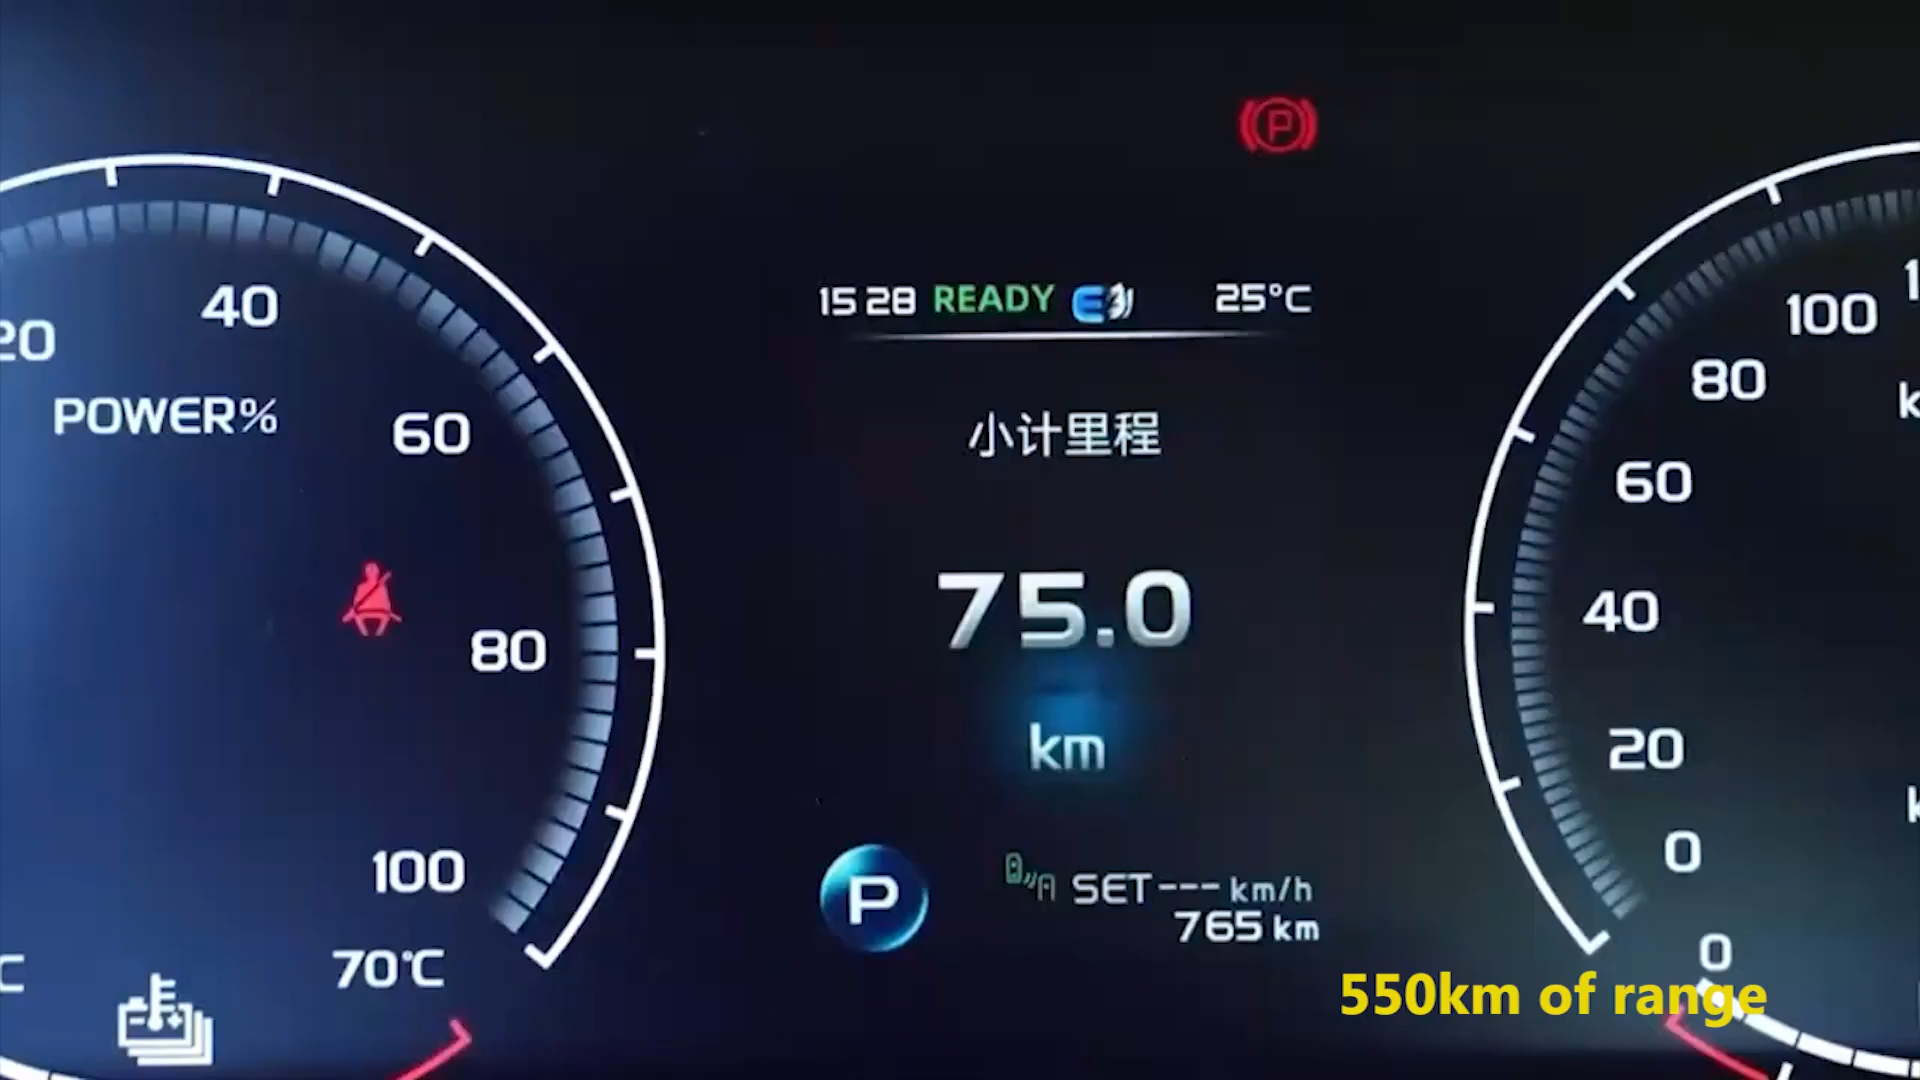 15 28 READY E 25°C
20
40
POWER%
60
80
100
70℃
C
小计里程
75.0
km
P
A SET--- km/h
765 km
P
100
80
60
40
20
0
0
550km of range